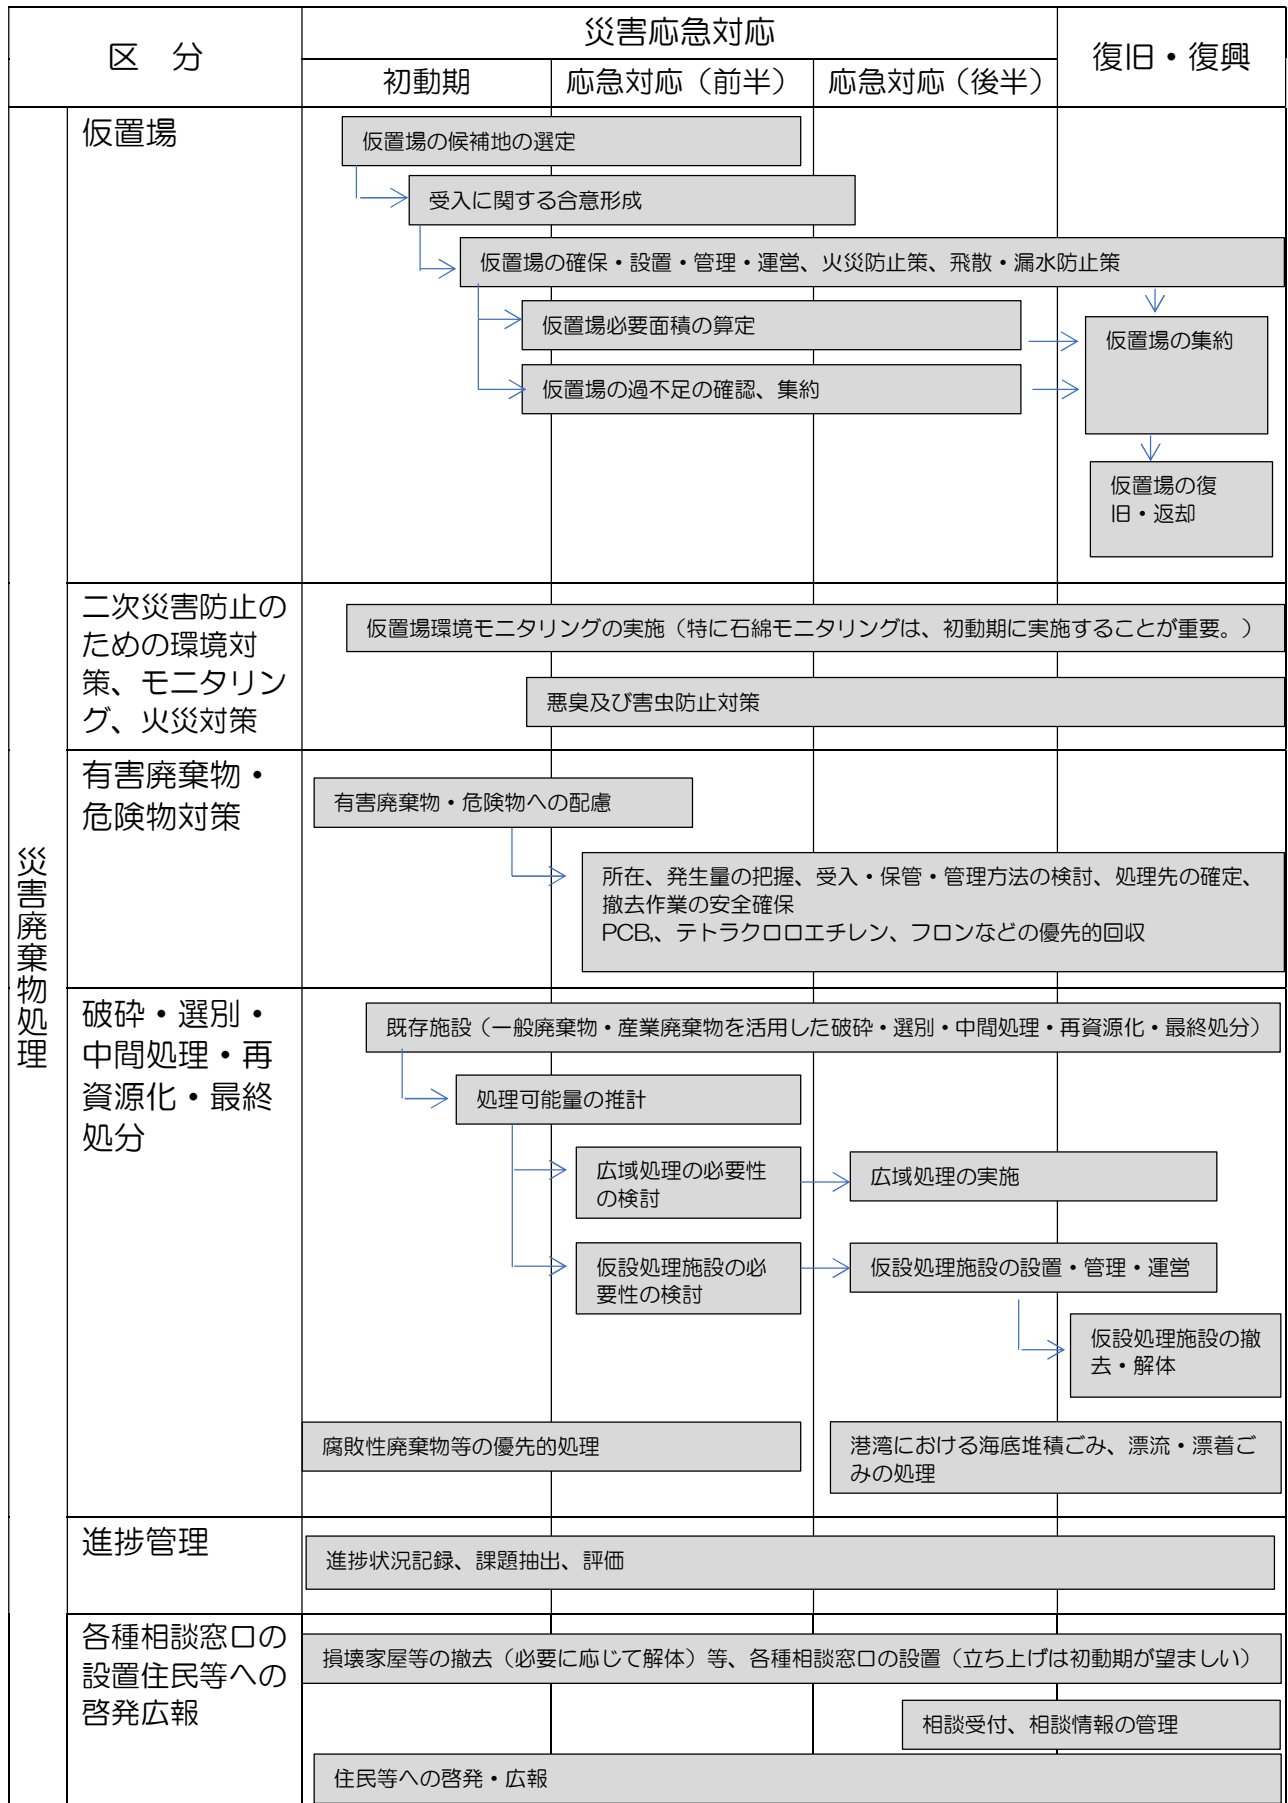 区 分
災害応急対応
復旧・復興
初動期
応急対応（前半）
応急対応（後半）
災害廃棄物処理
仮置場
仮置場の候補地の選定
受入に関する合意形成
仮置場の確保・設置・管理・運営、火災防止策、飛散・漏水防止策
仮置場必要面積の算定
仮置場の集約
仮置場の過不足の確認、集約
仮置場の復
旧・返却
二次災害防止の
ための環境対
策、モニタリン
グ、火災対策
仮置場環境モニタリングの実施（特に石綿モニタリングは、初動期に実施することが重要。）
悪臭及び害虫防止対策
有害廃棄物・
危険物対策
有害廃棄物・危険物への配慮
所在、発生量の把握、受入・保管・管理方法の検討、処理先の確定、
撤去作業の安全確保
PCB,、テトラクロロエチレン、フロンなどの優先的回収
破砕・選別・
中間処理・再
資源化・最終
処分
既存施設（一般廃棄物・産業廃棄物を活用した破砕・選別・中間処理・再資源化・最終処分）
処理可能量の推計
広域処理の必要性
の検討
広域処理の実施
仮設処理施設の必
要性の検討
仮設処理施設の設置・管理・運営
仮設処理施設の撤
去・解体
腐敗性廃棄物等の優先的処理
港湾における海底堆積ごみ、漂流・漂着ご
みの処理
進捗管理
進捗状況記録、課題抽出、評価
各種相談窓口の
設置住民等への
啓発広報
損壊家屋等の撤去（必要に応じて解体）等、各種相談窓口の設置（立ち上げは初動期が望ましい）
相談受付、相談情報の管理
住民等への啓発・広報